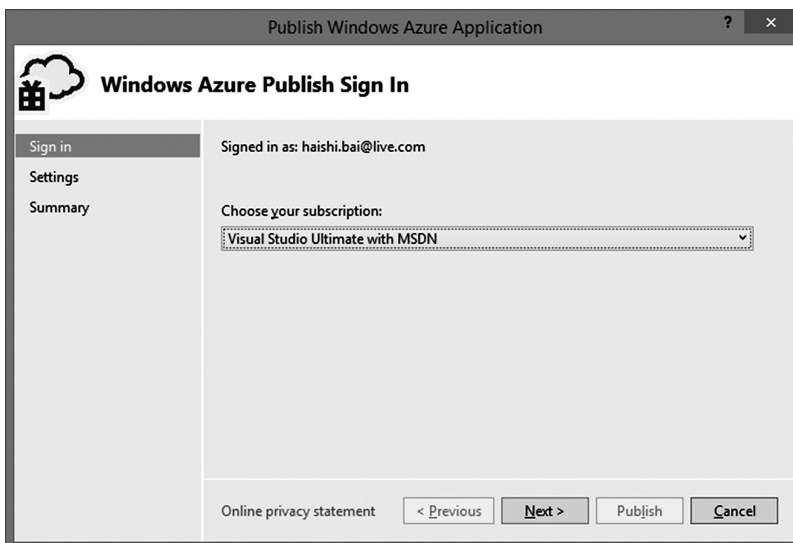 Publish Windows Azure Application
? ×
Windows Azure Publish Sign In
Sign in
Settings
Summary
Signed in as: haishi.bai@live.com
Choose your subscription:
Visual Studio Ultimate with MSDN
Online privacy statement
< Previous
Next >
Publish
Cancel